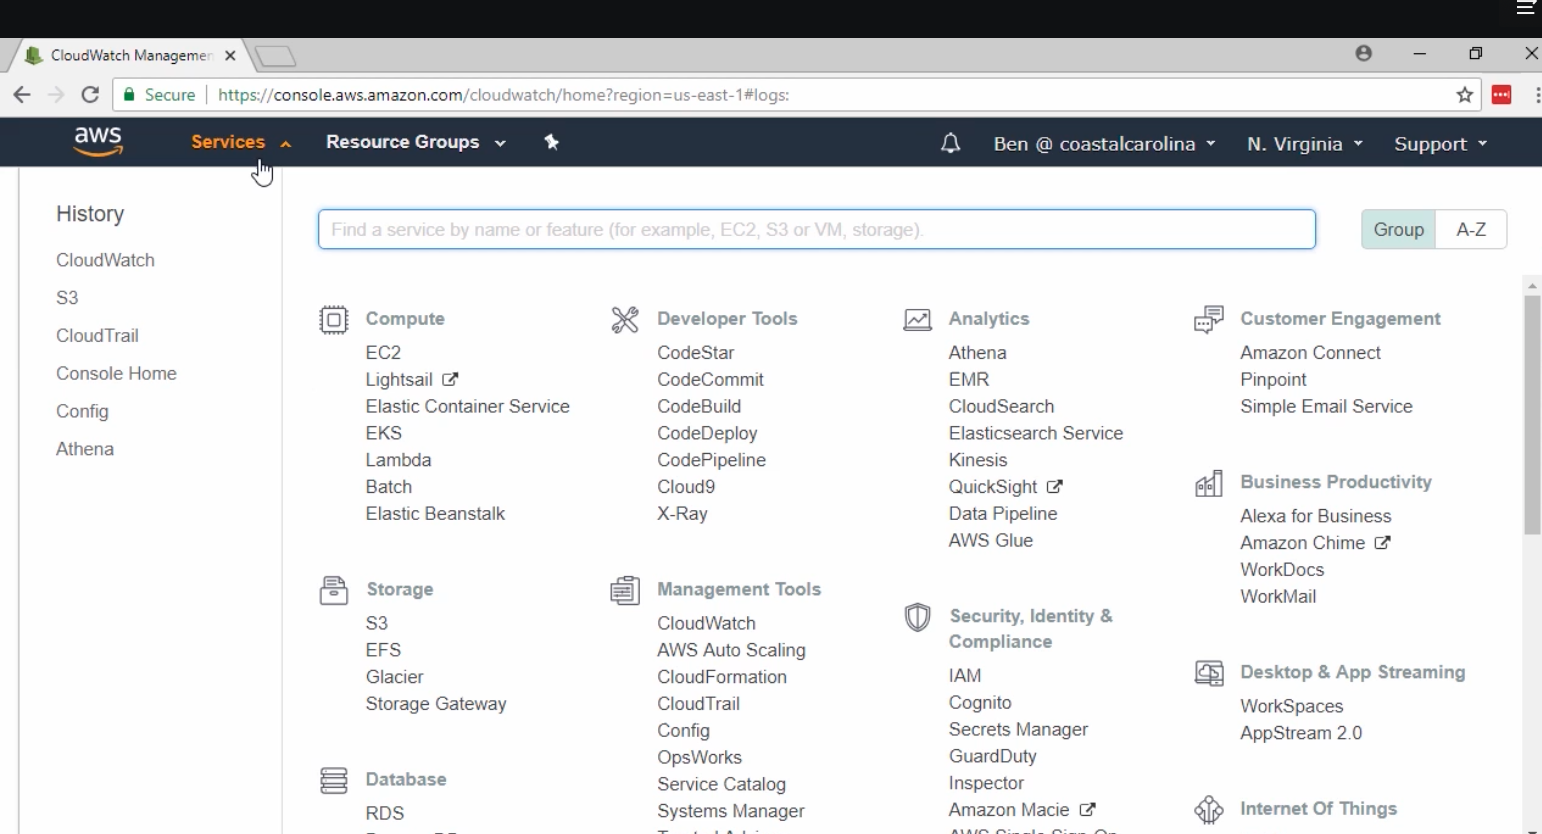 CloudWatch Managemen
Secure
https://console.aws.amazon.com/cloudwatch/home?region=us-east-1#logs:
aws
Services
Resource Groups
Ben @ coastalcarolina
N. Virginia
Support
History
CloudWatch
S3
CloudTrail
Console Home
Config
Athena
Find a service by name or feature (for example, EC2, S3 or VM, storage).
Group
A-Z
Compute
EC2
Lightsail
Elastic Container Service
EKS
Lambda
Batch
Elastic Beanstalk
Storage
S3
EFS
Glacier
Storage Gateway
Database
RDS
Developer Tools
CodeStar
CodeCommit
CodeBuild
CodeDeploy
CodePipeline
Cloud9
X-Ray
Management Tools
CloudWatch
AWS Auto Scaling
CloudFormation
CloudTrail
Config
OpsWorks
Service Catalog
Systems Manager
Analytics
Athena
EMR
CloudSearch
Elasticsearch Service
Kinesis
QuickSight
Data Pipeline
AWS Glue
Security, Identity &
Compliance
IAM
Cognito
Secrets Manager
GuardDuty
Inspector
Amazon Macie
AWS Single Sign-On
Customer Engagement
Amazon Connect
Pinpoint
Simple Email Service
Business Productivity
Alexa for Business
Amazon Chime
WorkDocs
WorkMail
Desktop & App Streaming
WorkSpaces
AppStream 2.0
Internet Of Things